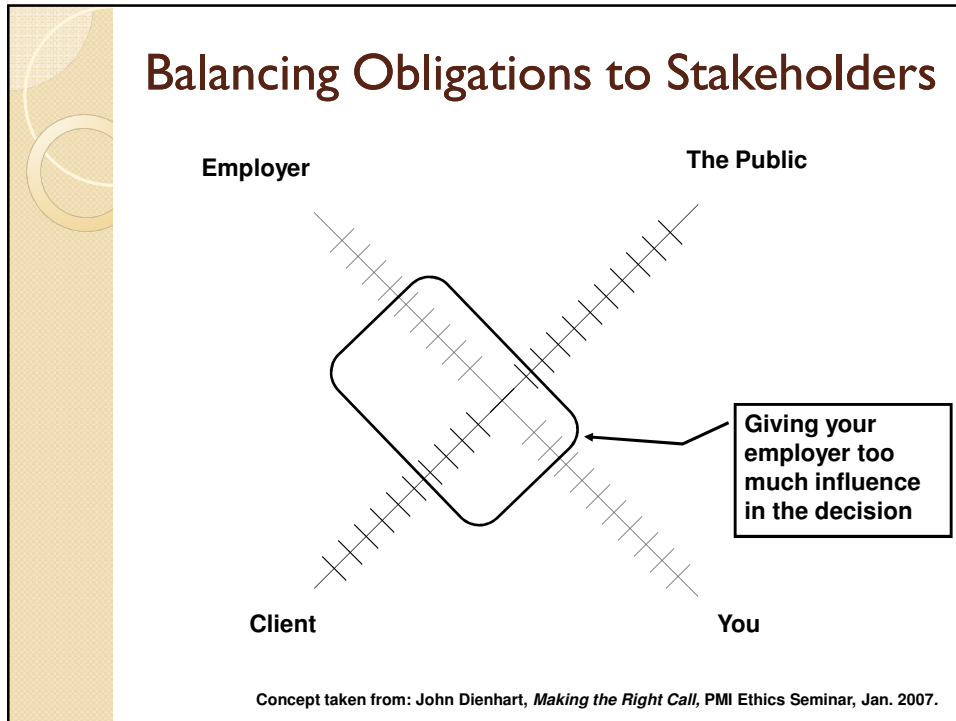 Balancing Obligations to Stakeholders
Employer
The Public
Giving your
employer too
much influence
in the decision
Client
You
Concept taken from: John Dienhart, Making the Right Call, PMI Ethics Seminar, Jan. 2007.